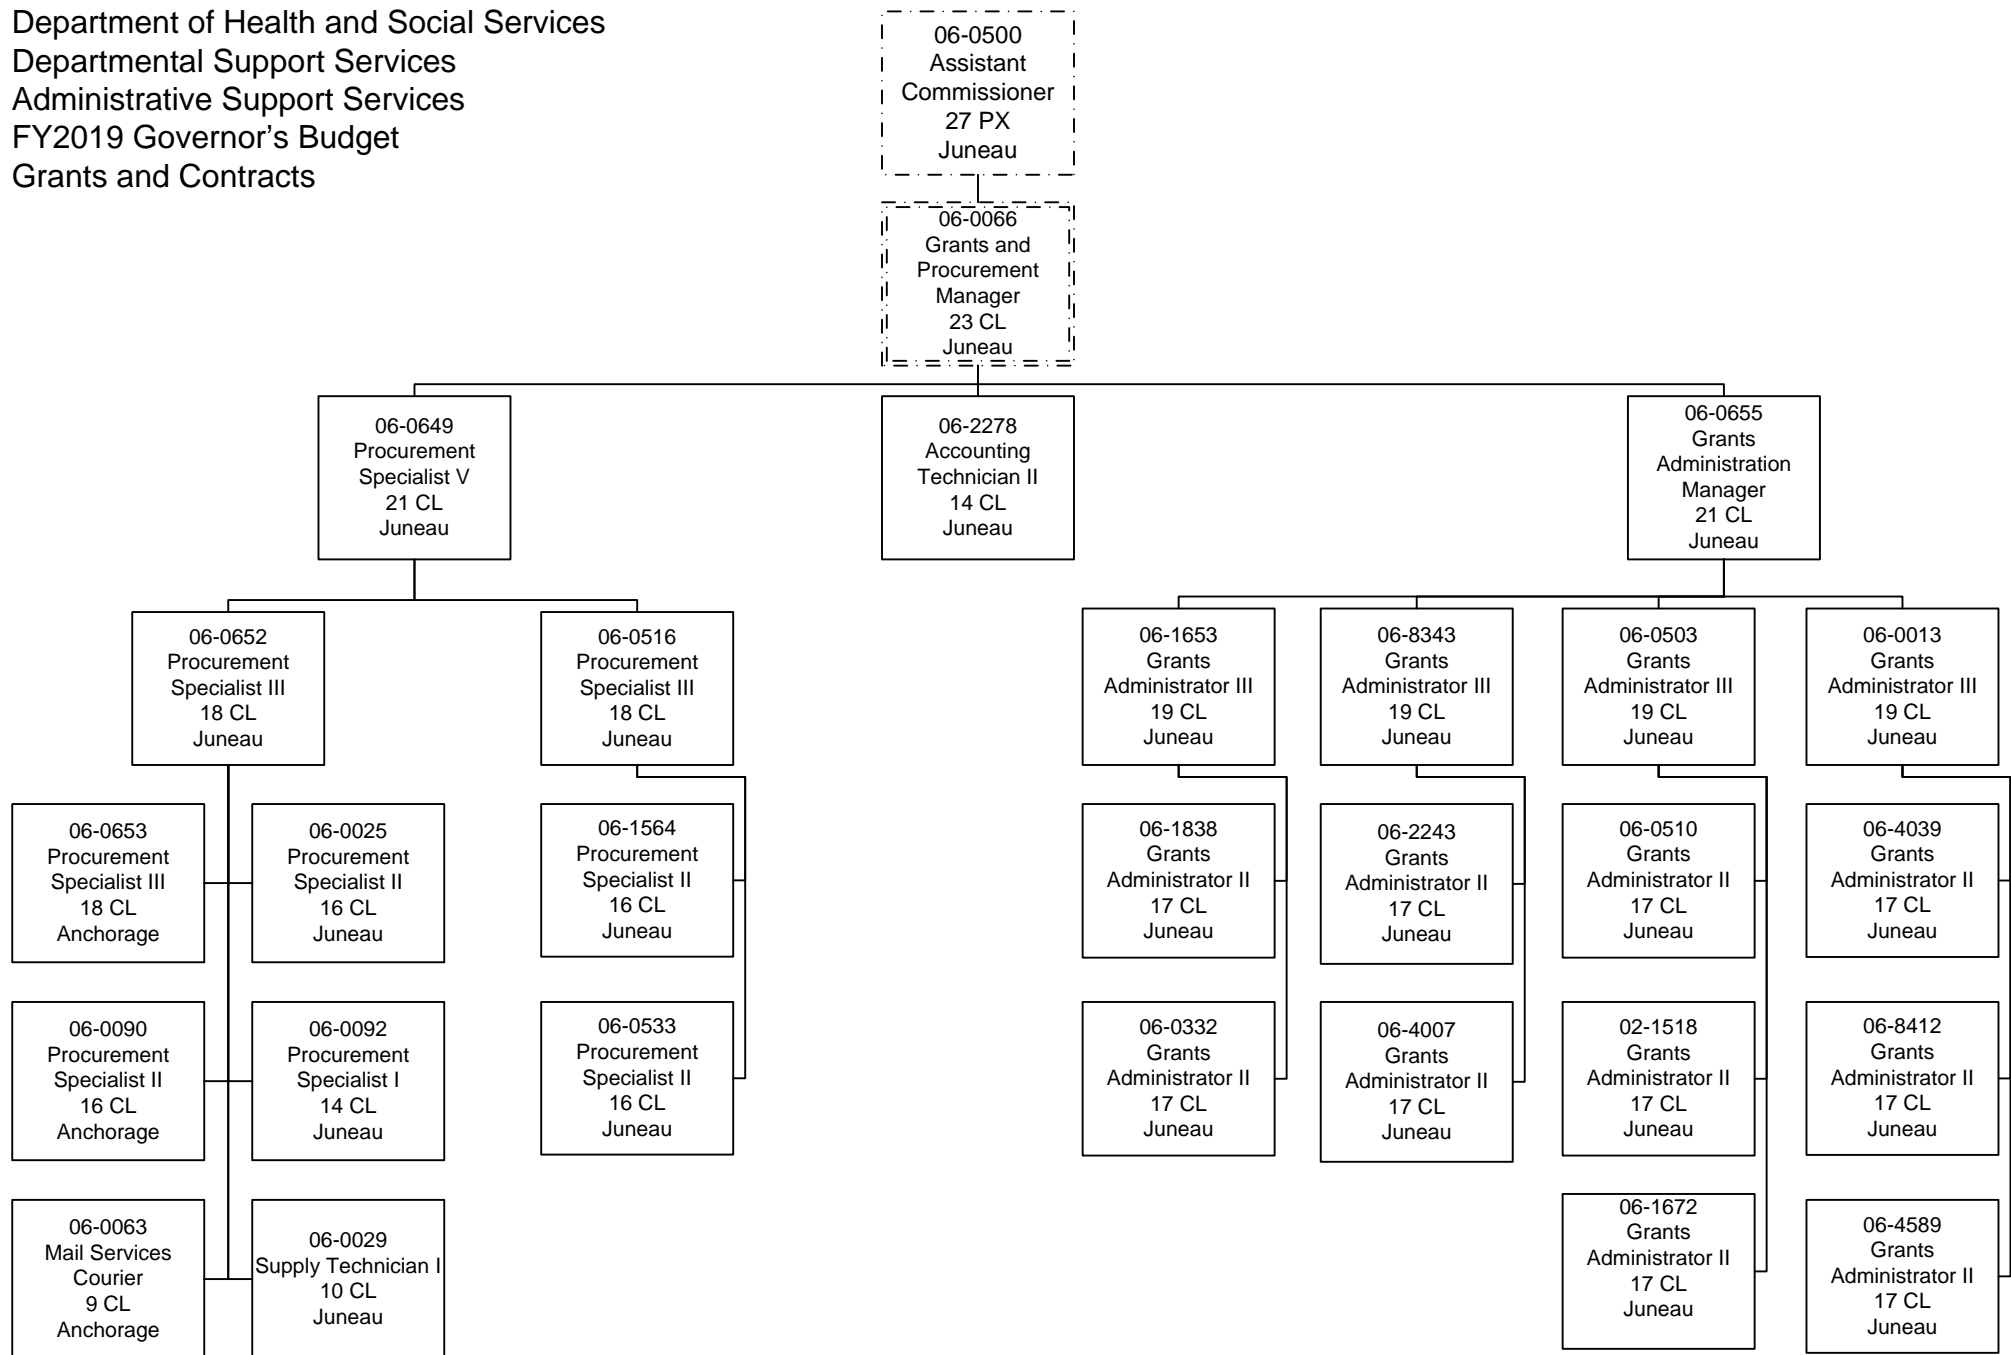 Department of Health and Social Services
Departmental Support Services
Administrative Support Services
FY2019 Governor’s Budget
Grants and Contracts
06-0500
Assistant
Commissioner
27 PX
Juneau
06-0066
Grants and
Procurement
Manager
23 CL
Juneau
06-0649
Procurement
Specialist V
21 CL
Juneau
06-2278
Accounting
Technician II
14 CL
Juneau
06-0655
Grants
Administration
Manager
21 CL
Juneau
06-0652
Procurement
Specialist III
18 CL
Juneau
06-0516
Procurement
Specialist III
18 CL
Juneau
06-1653
Grants
Administrator III
19 CL
Juneau
06-8343
Grants
Administrator III
19 CL
Juneau
06-0503
Grants
Administrator III
19 CL
Juneau
06-0013
Grants
Administrator III
19 CL
Juneau
06-0653
Procurement
Specialist III
18 CL
Anchorage
06-0025
Procurement
Specialist II
16 CL
Juneau
06-1564
Procurement
Specialist II
16 CL
Juneau
06-1838
Grants
Administrator II
17 CL
Juneau
06-2243
Grants
Administrator II
17 CL
Juneau
06-0510
Grants
Administrator II
17 CL
Juneau
06-4039
Grants
Administrator II
17 CL
Juneau
06-0090
Procurement
Specialist II
16 CL
Anchorage
06-0092
Procurement
Specialist I
14 CL
Juneau
06-0533
Procurement
Specialist II
16 CL
Juneau
06-0332
Grants
Administrator II
17 CL
Juneau
06-4007
Grants
Administrator II
17 CL
Juneau
02-1518
Grants
Administrator II
17 CL
Juneau
06-8412
Grants
Administrator II
17 CL
Juneau
06-0063
Mail Services
Courier
9 CL
Anchorage
06-0029
Supply Technician I
10 CL
Juneau
06-1672
Grants
Administrator II
17 CL
Juneau
06-4589
Grants
Administrator II
17 CL
Juneau